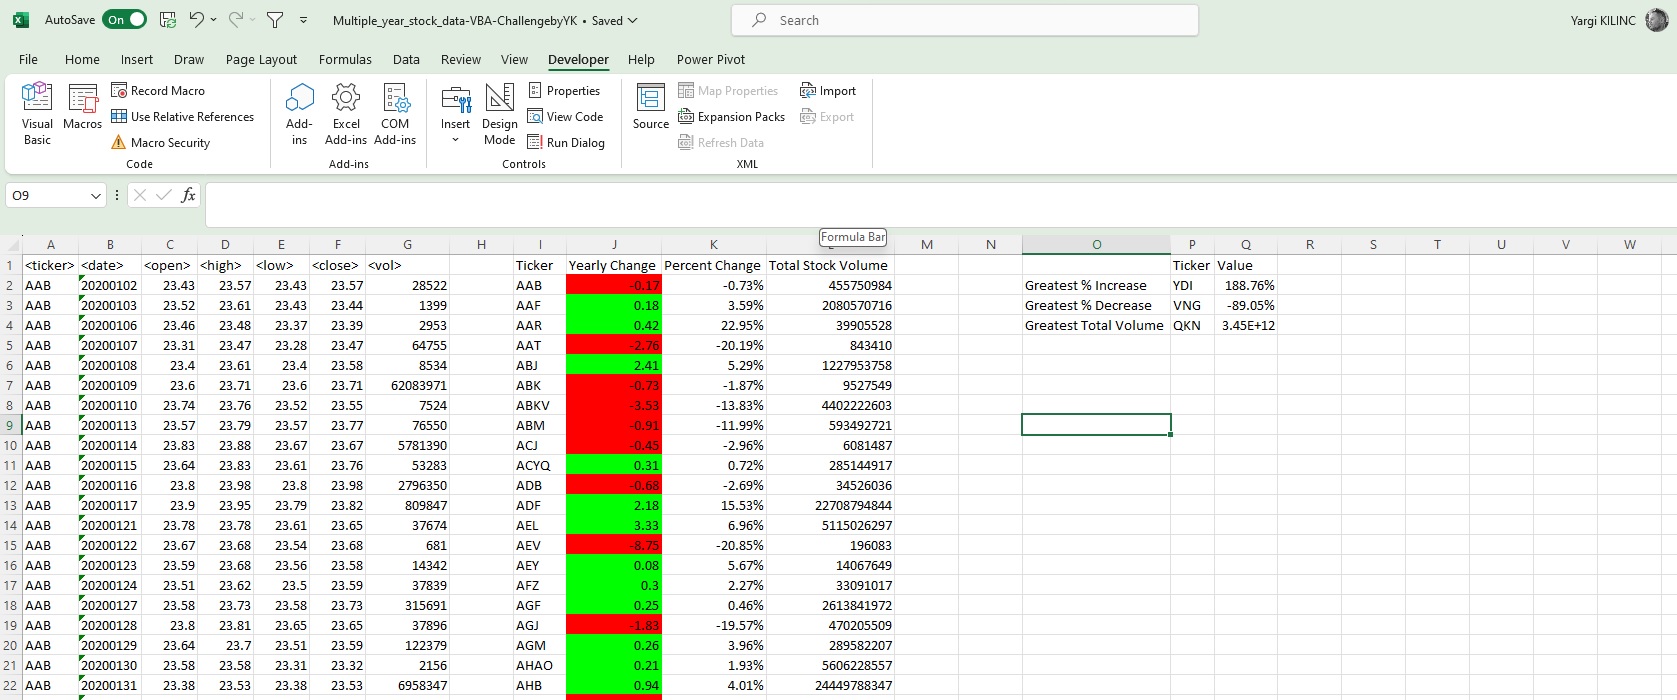 AutoSave On Multiple_year_stock_data-VBA-ChallengebyYK • Saved Search Yargi KILINC
File Home Insert Draw Page Layout Formulas Data Review View Developer Help Power Pivot
Visual Basic Macros Record Macro Use Relative References Macro Security Code
Add-ins Excel Add-ins COM Add-ins Add-ins
Insert Design Mode Properties View Code Run Dialog Controls
Source Map Properties Expansion Packs Refresh Data Import Export XML
O9 fx
Formula Bar
A B C D E F G H I J K M N O P Q R S T U V W
1 <ticker> <date> <open> <high> <low> <close> <vol> Ticker Yearly Change Percent Change Total Stock Volume Ticker Value
2 AAB 20200102 23.43 23.57 23.43 23.57 28522 AAB -0.17 -0.73% 455750984 Greatest % Increase YDI 188.76%
3 AAB 20200103 23.52 23.61 23.43 23.44 1399 AAF 0.18 3.59% 2080570716 Greatest % Decrease VNG -89.05%
4 AAB 20200106 23.46 23.48 23.37 23.39 2953 AAR 0.42 22.95% 39905528 Greatest Total Volume QKN 3.45E+12
5 AAB 20200107 23.31 23.47 23.28 23.47 64755 AAT -2.76 -20.19% 843410
6 AAB 20200108 23.4 23.61 23.4 23.58 8534 ABJ 2.41 5.29% 1227953758
7 AAB 20200109 23.6 23.71 23.6 23.71 62083971 ABK -0.73 -1.87% 9527549
8 AAB 20200110 23.74 23.76 23.52 23.55 7524 ABKV -3.53 -13.83% 4402222603
9 AAB 20200113 23.57 23.79 23.57 23.77 76550 ABM -0.91 -11.99% 593492721
10 AAB 20200114 23.83 23.88 23.67 23.67 5781390 ACJ -0.45 -2.96% 6081487
11 AAB 20200115 23.64 23.83 23.61 23.76 53283 ACYQ 0.31 0.72% 285144917
12 AAB 20200116 23.8 23.98 23.8 23.98 2796350 ADB -0.68 -2.69% 34526036
13 AAB 20200117 23.9 23.95 23.79 23.82 809847 ADF 2.18 15.53% 22708794844
14 AAB 20200121 23.78 23.78 23.61 23.65 37674 AEL 3.33 6.96% 5115026297
15 AAB 20200122 23.67 23.68 23.54 23.68 681 AEV -8.75 -20.85% 196083
16 AAB 20200123 23.59 23.68 23.56 23.58 14342 AEY 0.08 5.67% 14067649
17 AAB 20200124 23.51 23.62 23.5 23.59 37839 AFZ 0.3 2.27% 33091017
18 AAB 20200127 23.58 23.73 23.58 23.73 315691 AGF 0.25 0.46% 2613841972
19 AAB 20200128 23.8 23.81 23.65 23.65 37896 AGJ -1.83 -19.57% 470205509
20 AAB 20200129 23.64 23.7 23.51 23.59 122379 AGM 0.26 3.96% 289582207
21 AAB 20200130 23.58 23.58 23.31 23.32 2156 AHAO 0.21 1.93% 5606228557
22 AAB 20200131 23.38 23.53 23.38 23.53 6958347 AHB 0.94 4.01% 24449788347